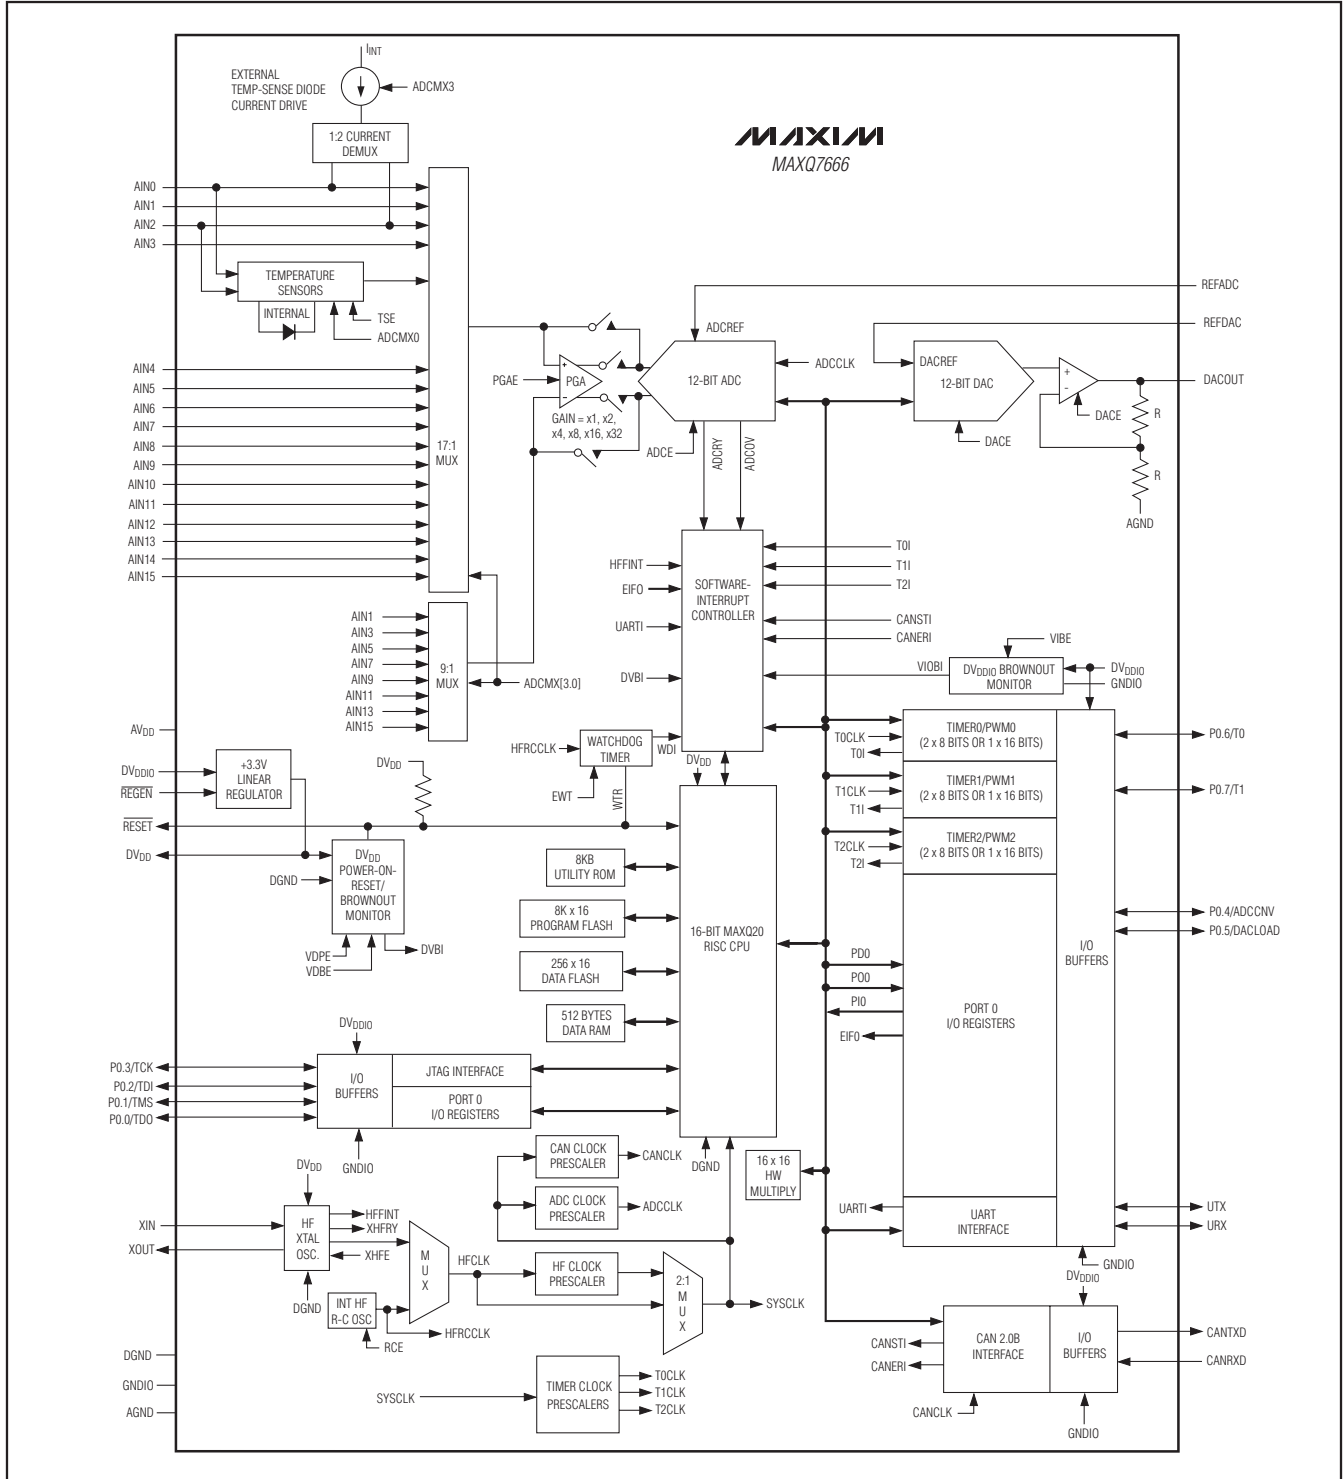 IINT
EXTERNAL
TEMP-SENSE DIODE
CURRENT DRIVE
ADCMX3
1:2 CURRENT
DEMUX
MAXIM
MAXQ7666
AIN0
AIN1
AIN2
AIN3
TEMPERATURE
SENSORS
INTERNAL
TSE
ADCMX0
AIN4
AIN5
AIN6
AIN7
AIN8
AIN9
AIN10
AIN11
AIN12
AIN13
AIN14
AIN15
17:1
MUX
PGAE
+
PGA
-
GAIN = x1, x2,
x4, x8, x16, x32
ADCREF
12-BIT ADC
ADCCLK
ADCE
ADCRY
ADCOV
REFADC
REFDAC
DACREF
12-BIT DAC
DACE
+
-
DACE
DACOUT
R
R
AGND
AIN1
AIN3
AIN5
AIN7
AIN9
AIN11
AIN13
AIN15
9:1
MUX
ADCMX[3.0]
HFFINT
EIFO
UARTI
DVBI
SOFTWARE-
INTERRUPT
CONTROLLER
T0I
T1I
T2I
CANSTI
CANERI
VIOBI
VIBE
DVDDIO BROWNOUT
MONITOR
DVDDIO
GNDIO
AVDD
DVDDIO
REGEN
+3.3V
LINEAR
REGULATOR
DVDD
HFRCCLK
WATCHDOG
TIMER
WDI
EWT
WTR
DVDD
RESET
DVDD
DGND
DVDD
POWER-ON-
RESET/
BROWNOUT
MONITOR
VDPE
VDBE
DVBI
8KB
UTILITY ROM
8K x 16
PROGRAM FLASH
256 x 16
DATA FLASH
512 BYTES
DATA RAM
16-BIT MAXQ20
RISC CPU
T0CLK
T0I
TIMER0/PWM0
(2 x 8 BITS OR 1 x 16 BITS)
T1CLK
T1I
TIMER1/PWM1
(2 x 8 BITS OR 1 x 16 BITS)
T2CLK
T2I
TIMER2/PWM2
(2 x 8 BITS OR 1 x 16 BITS)
P0.6/T0
P0.7/T1
P0.4/ADCCNV
P0.5/DACLOAD
I/O
BUFFERS
PD0
PO0
PI0
EIF0
PORT 0
I/O REGISTERS
DVDDIO
P0.3/TCK
P0.2/TDI
P0.1/TMS
P0.0/TDO
I/O
BUFFERS
JTAG INTERFACE
PORT 0
I/O REGISTERS
GNDIO
CAN CLOCK
PRESCALER
CANCLK
ADC CLOCK
PRESCALER
ADCCLK
DGND
16 x 16
HW
MULTIPLY
UARTI
UART
INTERFACE
UTX
URX
GNDIO
DVDDIO
DVDD
XIN
XOUT
HF
XTAL
OSC.
HFFINT
XHFRY
XHFE
DGND
INT HF
R-C OSC
RCE
HFRCCLK
M
U
X
HFCLK
HF CLOCK
PRESCALER
2:1
M
U
X
SYSCLK
DGND
GNDIO
AGND
SYSCLK
TIMER CLOCK
PRESCALERS
T0CLK
T1CLK
T2CLK
CANSTI
CANERI
CAN 2.0B
INTERFACE
I/O
BUFFERS
CANTXD
CANRXD
CANCLK
GNDIO